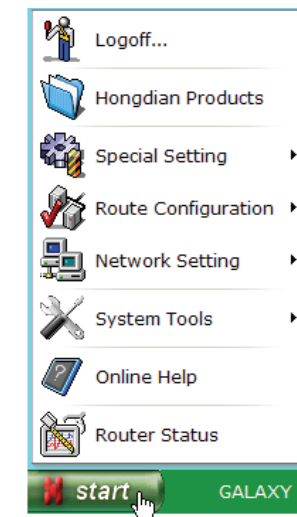 Logoff...
Hongdian Products
Special Setting
Route Configuration
Network Setting
System Tools
Online Help
Router Status
start GALAXY